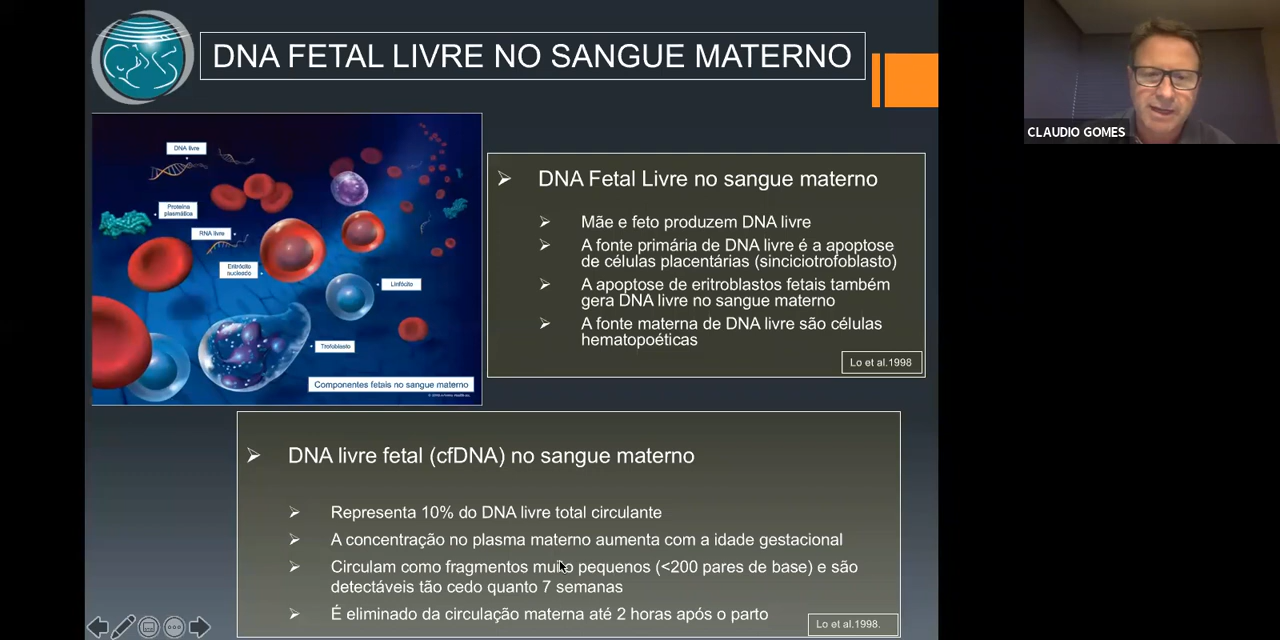 DNA FETAL LIVRE NO SANGUE MATERNO
CLAUDIO GOMES
DNA livre
Proteína
plasmática
RNA livre
Eritrócito
nucleado
Linfócito
Trofoblasto
Componentes fetais no sangue materno
DNA Fetal Livre no sangue materno
Mãe e feto produzem DNA livre
A fonte primária de DNA livre é a apoptose
de células placentárias (sinciciotrofoblasto)
A apoptose de eritroblastos fetais também
gera DNA livre no sangue materno
A fonte materna de DNA livre são células
hematopoéticas
Lo et al.1998
DNA livre fetal (cfDNA) no sangue materno
Representa 10% do DNA livre total circulante
A concentração no plasma materno aumenta com a idade gestacional
Circulam como fragmentos muito pequenos (<200 pares de base) e são
detectáveis tão cedo quanto 7 semanas
É eliminado da circulação materna até 2 horas após o parto
Lo et al.1998.